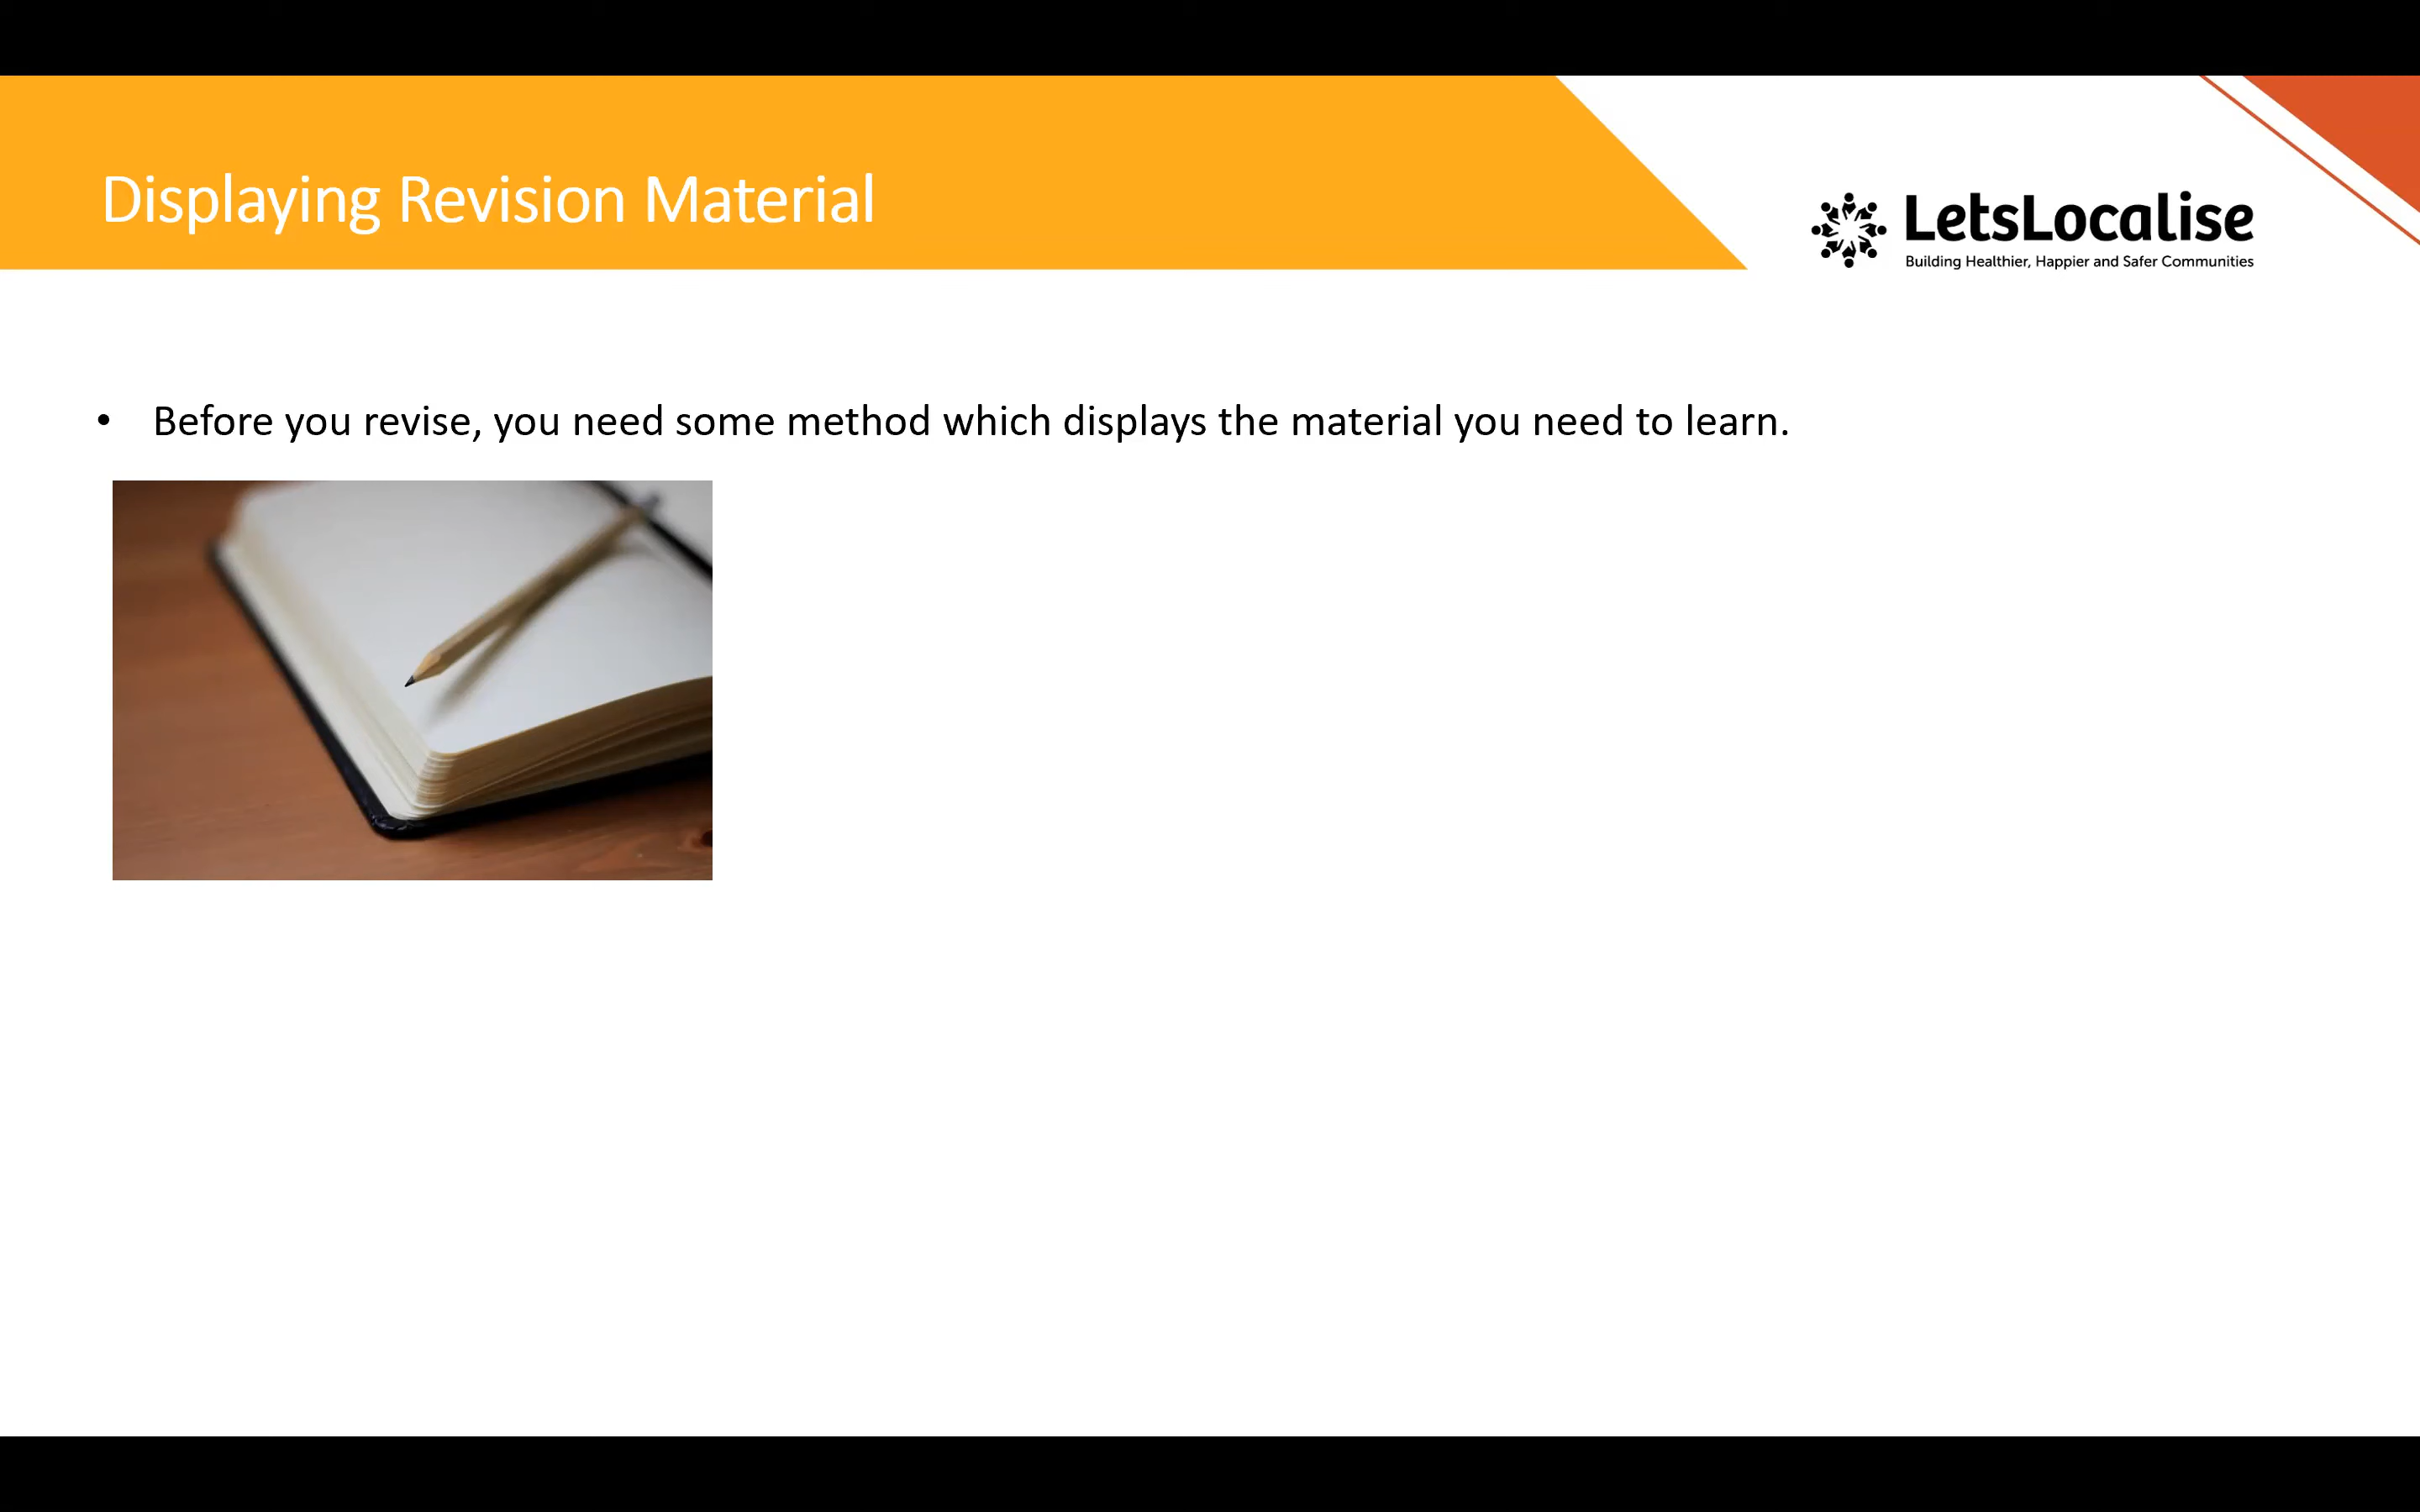 Displaying Revision Material
LetsLocalise
Building Healthier, Happier and Safer Communities
• Before you revise, you need some method which displays the material you need to learn.